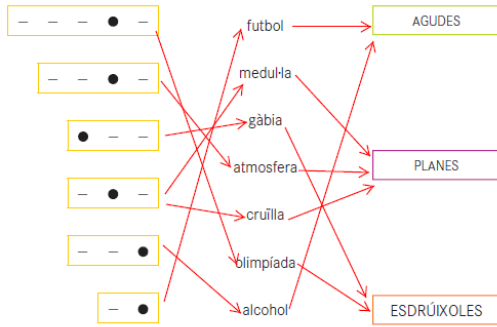 futbol
AGUDES
medul·la
gàbia
atmosfera
PLANES
cruïlla
olimpíada
ESDRÚIXOLES
alcohol